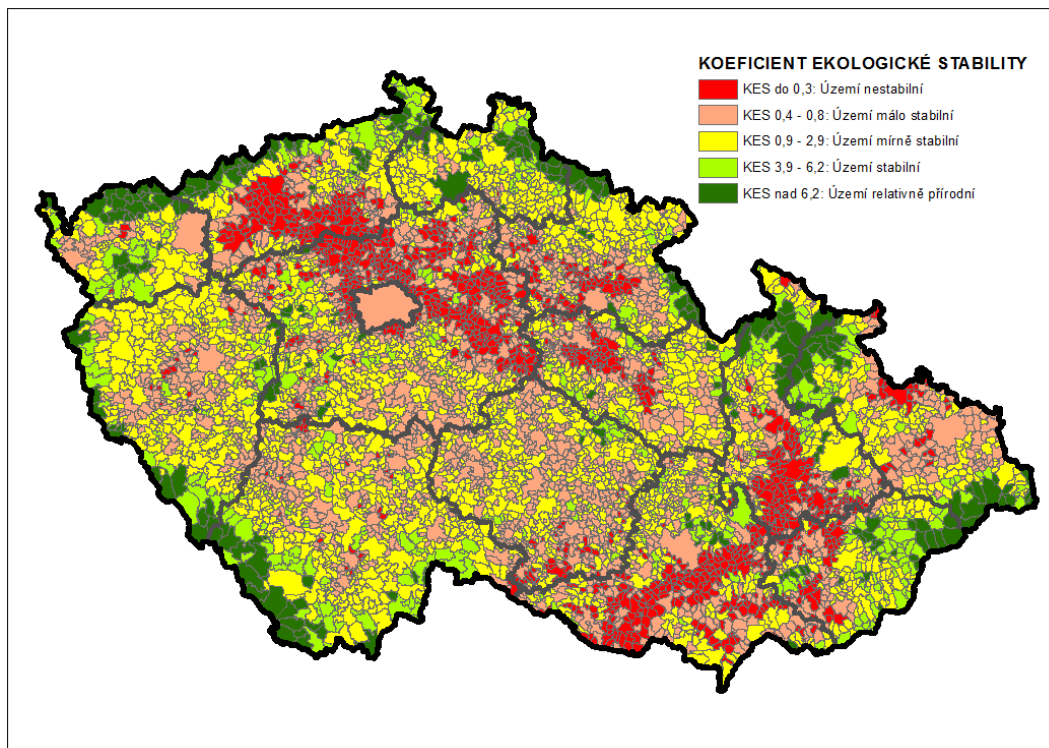 KOEFICIENT EKOLOGICKÉ STABILITY
KES do 0,3: Území nestabilní
KES 0,4 - 0,8: Území málo stabilní
KES 0,9 - 2,9: Území mírně stabilní
KES 3,9 - 6,2: Území stabilní
KES nad 6,2: Území relativně přírodní